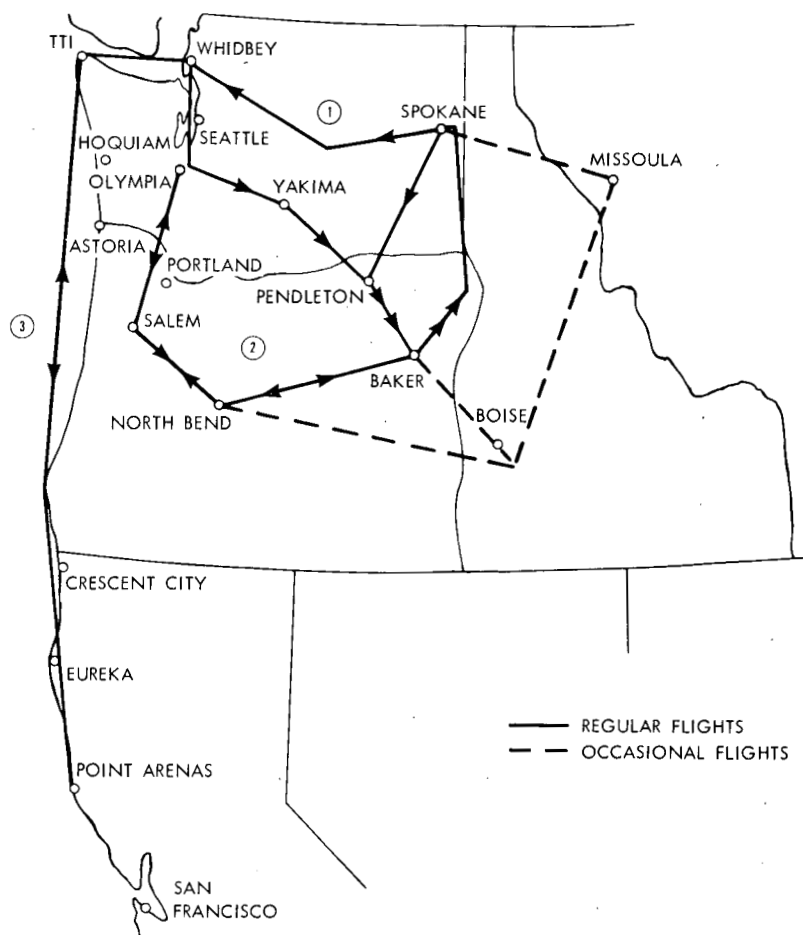 TTI
WHIDBEY
1
SPOKANE
SEATTLE
HOQUIAM
MISSOULA
OLYMPIA
YAKIMA
ASTORIA
PORTLAND
PENDLETON
3
SALEM
2
BAKER
NORTH BEND
BOISE
CRESCENT CITY
EUREKA
REGULAR FLIGHTS
OCCASIONAL FLIGHTS
POINT ARENAS
SAN
FRANCISCO